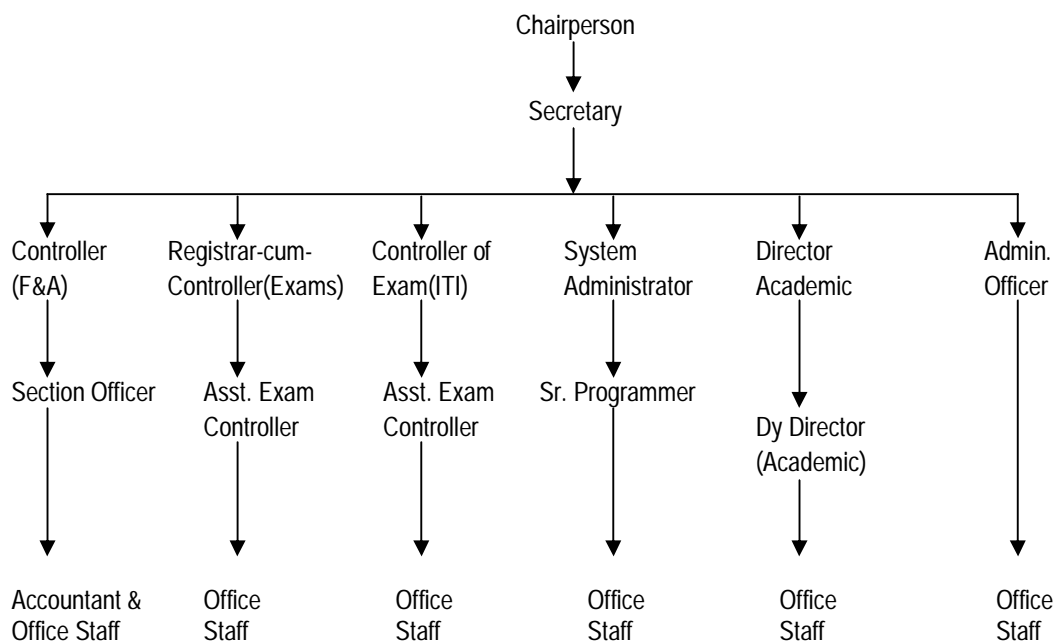 Chairperson
Secretary
Controller
(F&A)
Registrar-cum-
Controller(Exams)
Controller of
Exam(ITI)
System
Administrator
Director
Academic
Admin.
Officer
Section Officer
Asst. Exam
Controller
Asst. Exam
Controller
Sr. Programmer
Dy Director
(Academic)
Accountant &
Office Staff
Office
Staff
Office
Staff
Office
Staff
Office
Staff
Office
Staff